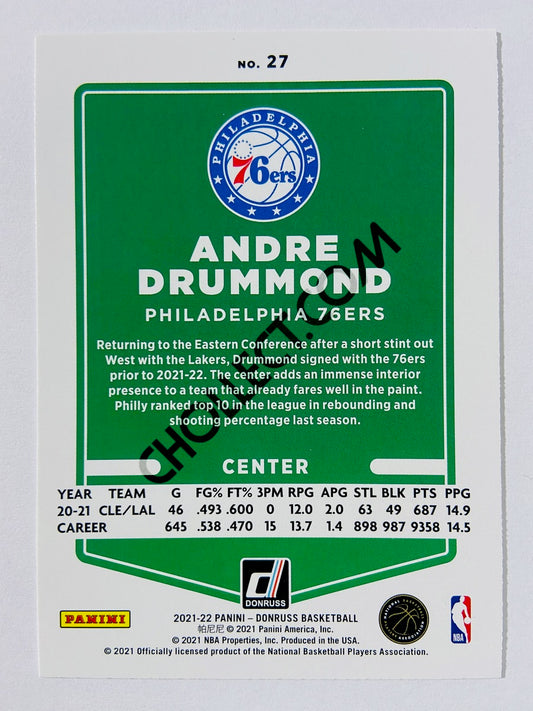 NO. 27
PHILADELPHIA
76ers
ANDRE
DRUMMOND
PHILADELPHIA 76ERS
Returning to the Eastern Conference after a short stint out
West with the Lakers, Drummond signed with the 76ers
prior to 2021-22. The center adds an immense interior
presence to a team that already fares well in the paint.
Philly ranked top 10 in the league in rebounding and
shooting percentage last season.
CHOLLECT.COM
CENTER
YEAR TEAM G FG% FT% 3PM RPG APG STL BLK PTS PPG
20-21 CLE/LAL 46 .493 .600 0 12.0 2.0 63 49 687 14.9
CAREER 645 .538 .470 15 13.7 1.4 898 987 9358 14.5
DONRUSS
PANINI
2021-22 PANINI – DONRUSS BASKETBALL
帕尼尼 © 2021 Panini America, Inc.
© 2021 NBA Properties, Inc. Produced in the USA.
© 2021 Officially licensed product of the National Basketball Players Association.
NATIONAL BASKETBALL
PLAYERS ASSOCIATION
NBA